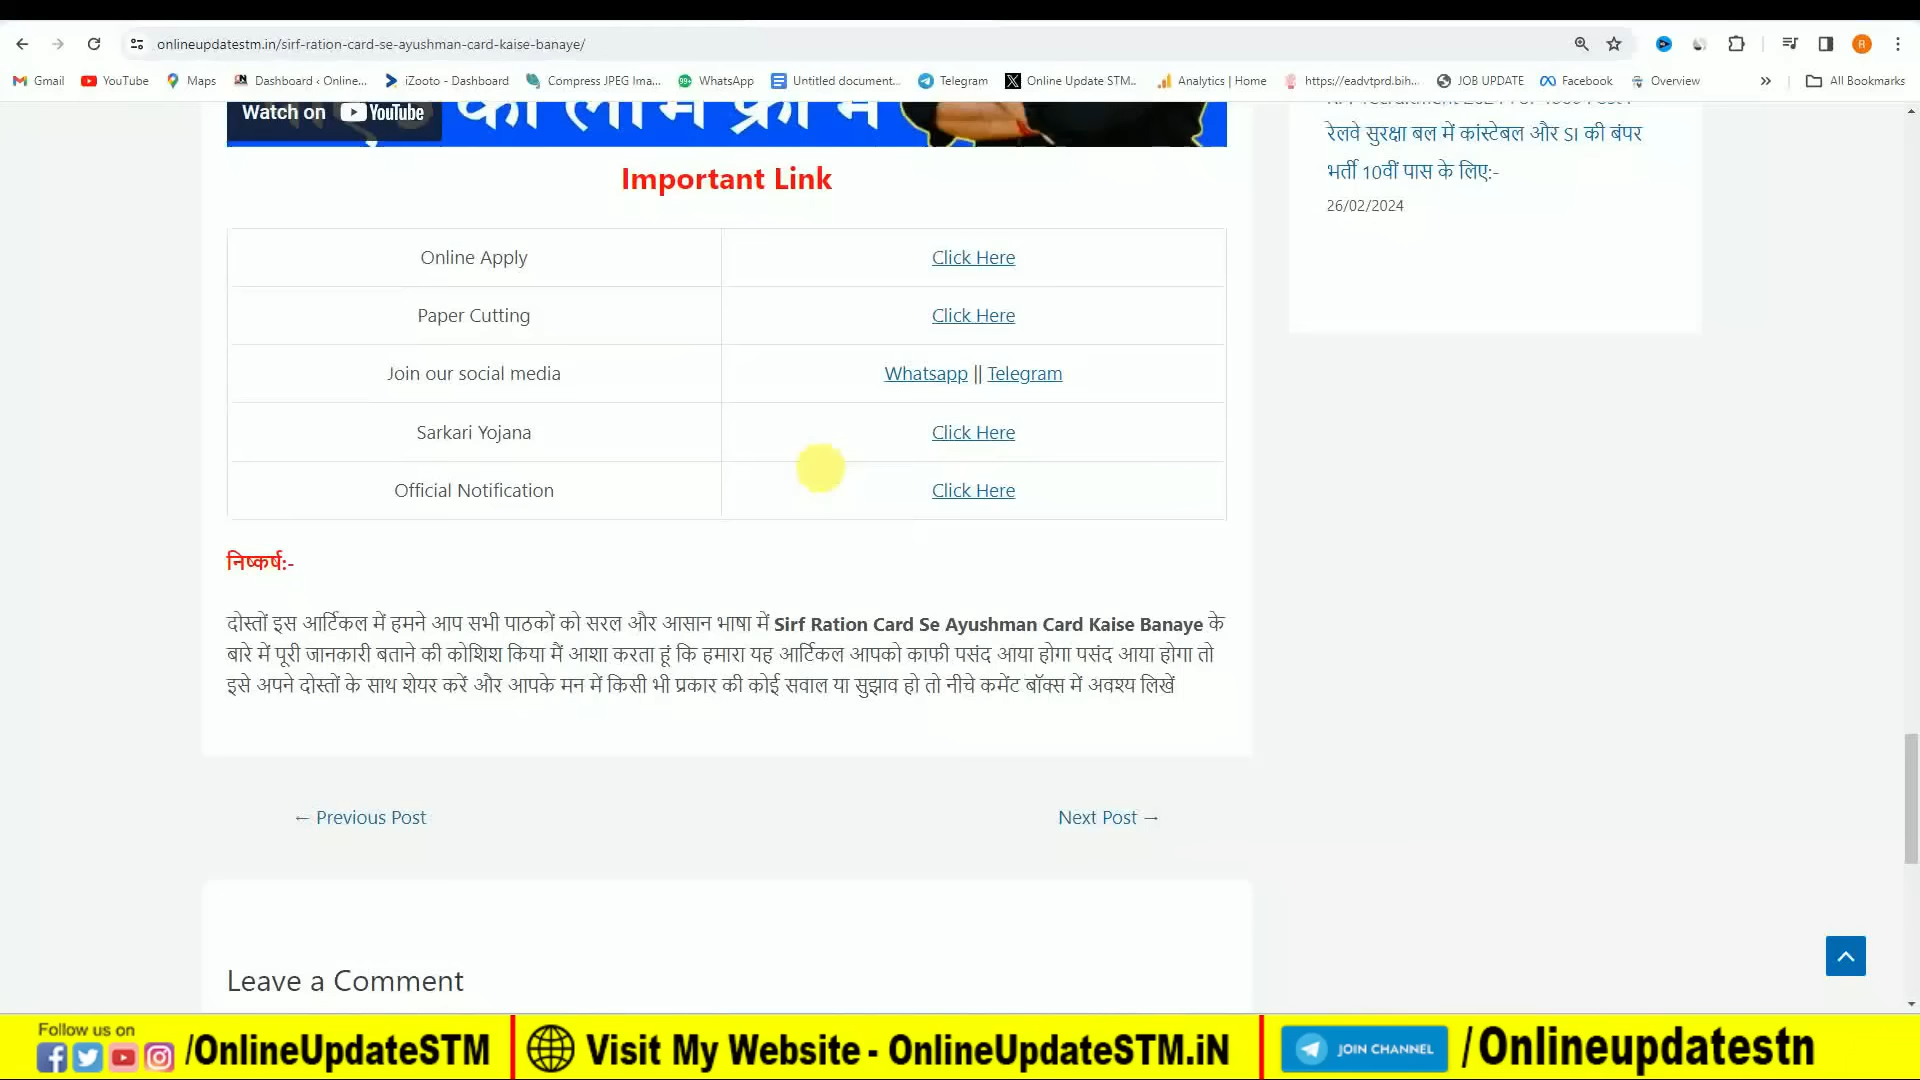 onlineupdatestm.in/sirf-ration-card-se-ayushman-card-kaise-banaye/
R
Gmail YouTube Maps Dashboard ‹ Online... iZooto - Dashboard Compress JPEG Ima... 99+ WhatsApp Untitled document... Telegram Online Update STM... Analytics | Home https://eadvtprd.bih... JOB UPDATE Facebook Overview » All Bookmarks
Watch on YouTube
का लाभ फ्री में
रेलवे सुरक्षा बल में कांस्टेबल और SI की बंपर
भर्ती 10वीं पास के लिए:-
26/02/2024
Important Link
Online Apply Click Here
Paper Cutting Click Here
Join our social media Whatsapp || Telegram
Sarkari Yojana Click Here
Official Notification Click Here
निष्कर्ष:-
दोस्तों इस आर्टिकल में हमने आप सभी पाठकों को सरल और आसान भाषा में Sirf Ration Card Se Ayushman Card Kaise Banaye के
बारे में पूरी जानकारी बताने की कोशिश किया मैं आशा करता हूं कि हमारा यह आर्टिकल आपको काफी पसंद आया होगा पसंद आया होगा तो
इसे अपने दोस्तों के साथ शेयर करें और आपके मन में किसी भी प्रकार की कोई सवाल या सुझाव हो तो नीचे कमेंट बॉक्स में अवश्य लिखें
← Previous Post Next Post →
Leave a Comment
Follow us on
/OnlineUpdateSTM Visit My Website - OnlineUpdateSTM.iN JOIN CHANNEL /Onlineupdatestn